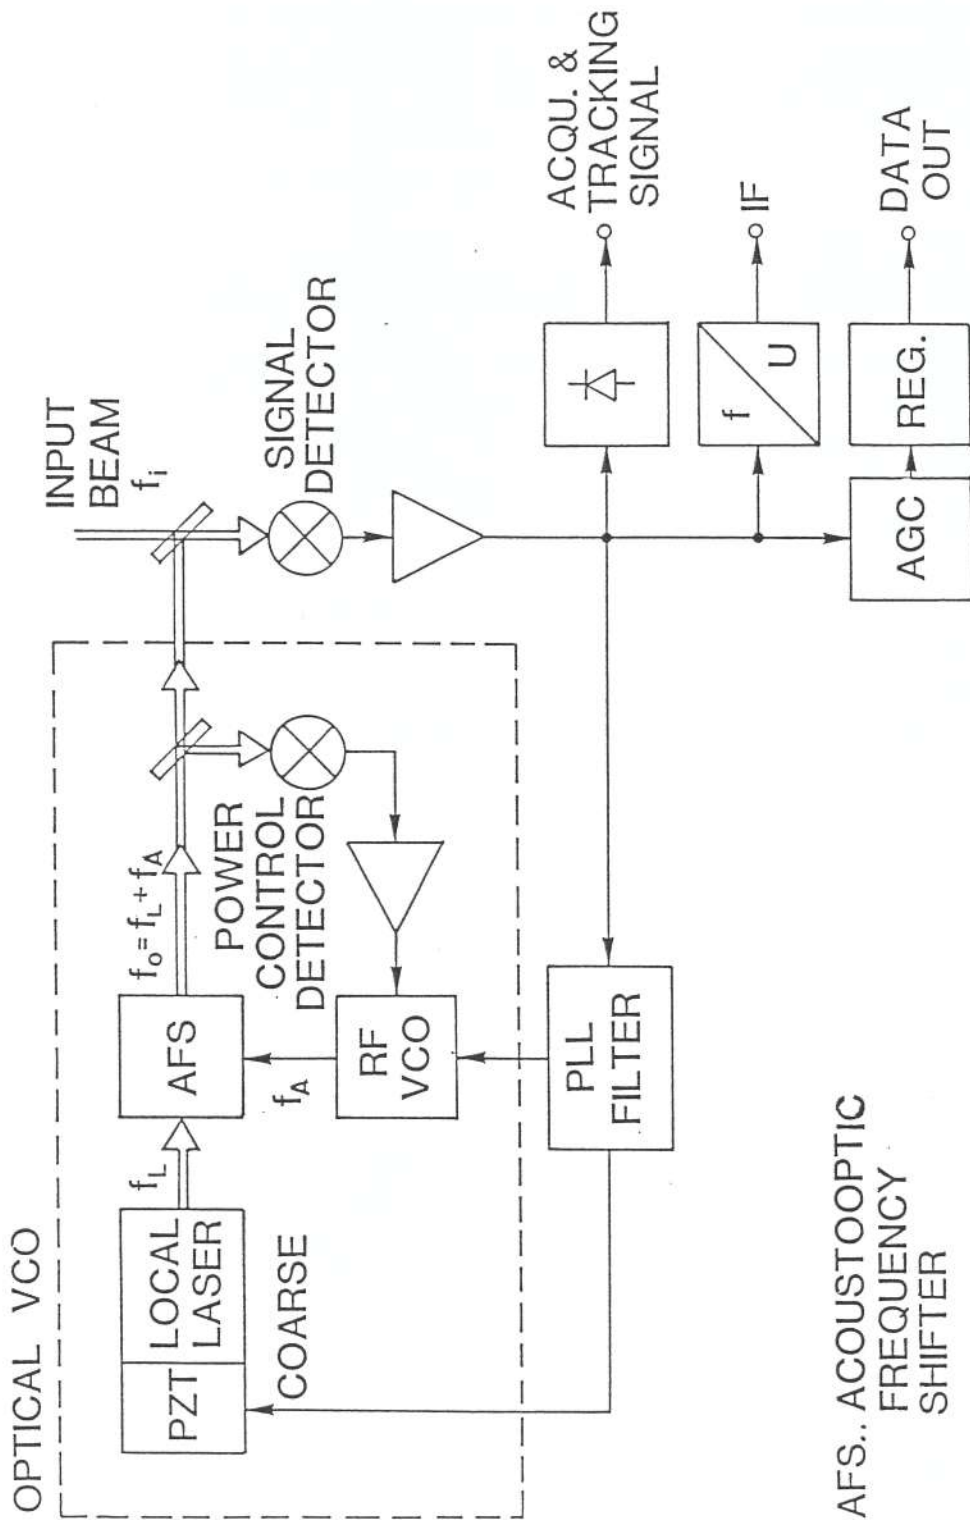 OPTICAL VCO
INPUT
BEAM
f_i
PZT
LOCAL
LASER
f_L
AFS
f_O = f_L + f_A
COARSE
f_A
RF
VCO
POWER
CONTROL
DETECTOR
SIGNAL
DETECTOR
PLL
FILTER
ACQU. &
TRACKING
SIGNAL
f
U
IF
AGC
REG.
DATA
OUT
AFS.. ACOUSTOOPTIC
FREQUENCY
SHIFTER